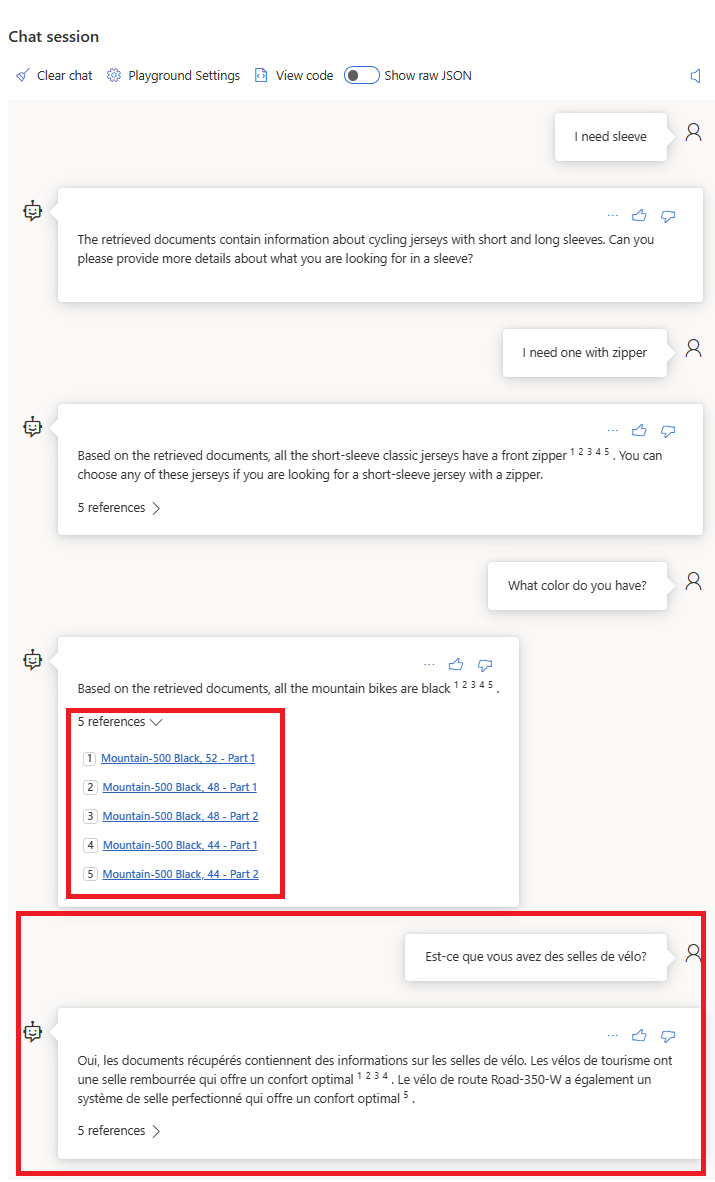 Chat session
Clear chat Playground Settings View code Show raw JSON
I need sleeve
The retrieved documents contain information about cycling jerseys with short and long sleeves. Can you
please provide more details about what you are looking for in a sleeve?
I need one with zipper
Based on the retrieved documents, all the short-sleeve classic jerseys have a front zipper 1 2 3 4 5 . You can
choose any of these jerseys if you are looking for a short-sleeve jersey with a zipper.
5 references
What color do you have?
Based on the retrieved documents, all the mountain bikes are black 1 2 3 4 5 .
5 references
1 Mountain-500 Black, 52 - Part 1
2 Mountain-500 Black, 48 - Part 1
3 Mountain-500 Black, 48 - Part 2
4 Mountain-500 Black, 44 - Part 1
5 Mountain-500 Black, 44 - Part 2
Est-ce que vous avez des selles de vélo?
Oui, les documents récupérés contiennent des informations sur les selles de vélo. Les vélos de tourisme ont
une selle rembourrée qui offre un confort optimal 1 2 3 4 . Le vélo de route Road-350-W a également un
système de selle perfectionné qui offre un confort optimal 5 .
5 references